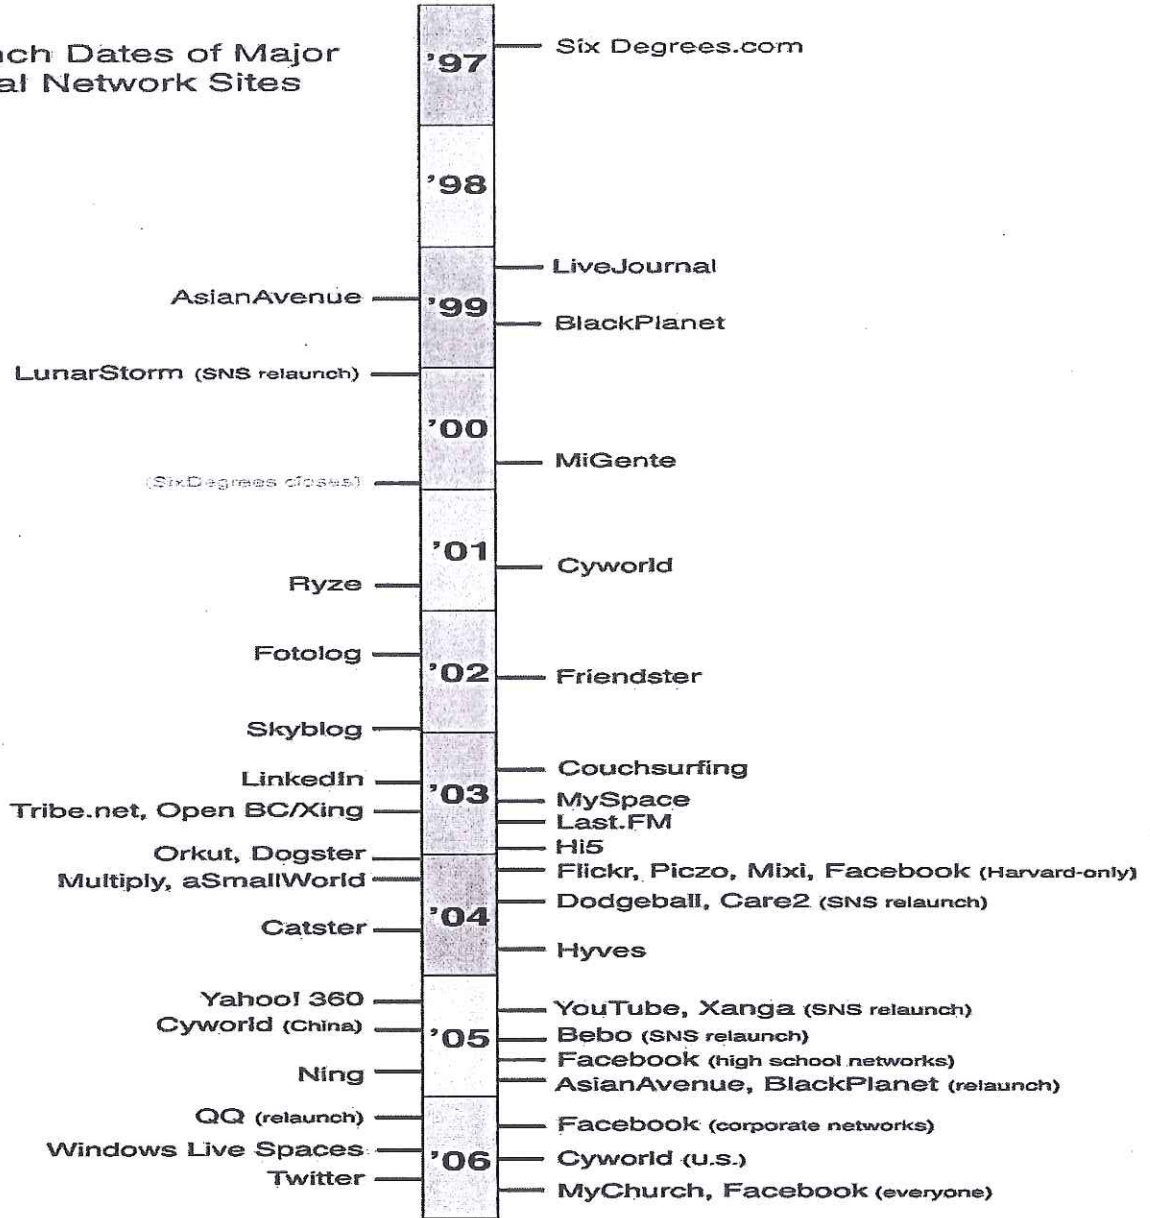 nch Dates of Major
al Network Sites
'97
Six Degrees.com
'98
LiveJournal
AsianAvenue
'99
BlackPlanet
LunarStorm (SNS relaunch)
'00
MiGente
(SixDegrees closes)
'01
Cyworld
Ryze
Fotolog
'02
Friendster
Skyblog
Couchsurfing
LinkedIn
'03
MySpace
Tribe.net, Open BC/Xing
Last.FM
Hi5
Orkut, Dogster
Flickr, Piczo, Mixi, Facebook (Harvard-only)
Multiply, aSmallWorld
Dodgeball, Care2 (SNS relaunch)
'04
Catster
Hyves
Yahoo! 360
YouTube, Xanga (SNS relaunch)
Cyworld (China)
'05
Bebo (SNS relaunch)
Facebook (high school networks)
Ning
AsianAvenue, BlackPlanet (relaunch)
QQ (relaunch)
Facebook (corporate networks)
Windows Live Spaces
'06
Cyworld (U.S.)
Twitter
MyChurch, Facebook (everyone)